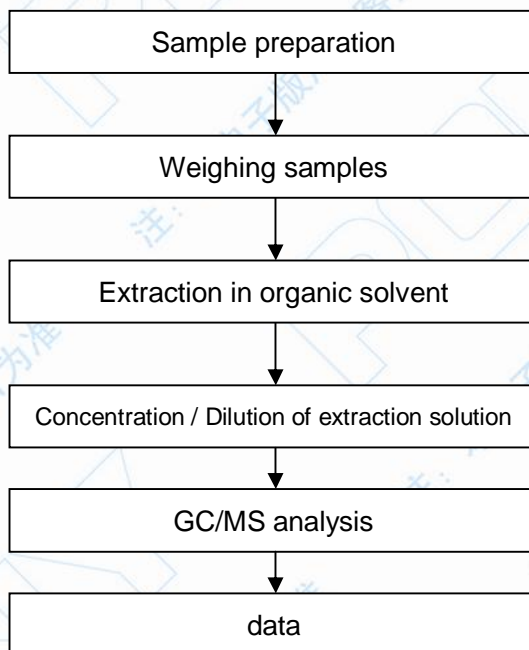 Sample preparation
Weighing samples
Extraction in organic solvent
Concentration / Dilution of extraction solution
GC/MS analysis
data